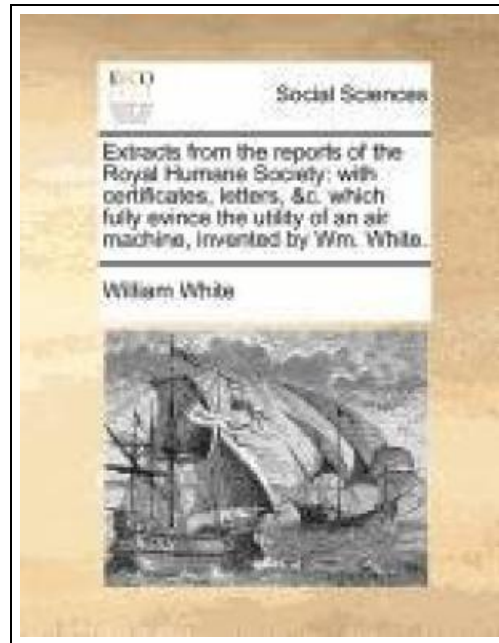 ECCO
Social Sciences
Extracts from the reports of the
Royal Humane Society; with
certificates, letters, &c. which
fully evince the utility of an air
machine, invented by Wm. White.
William White